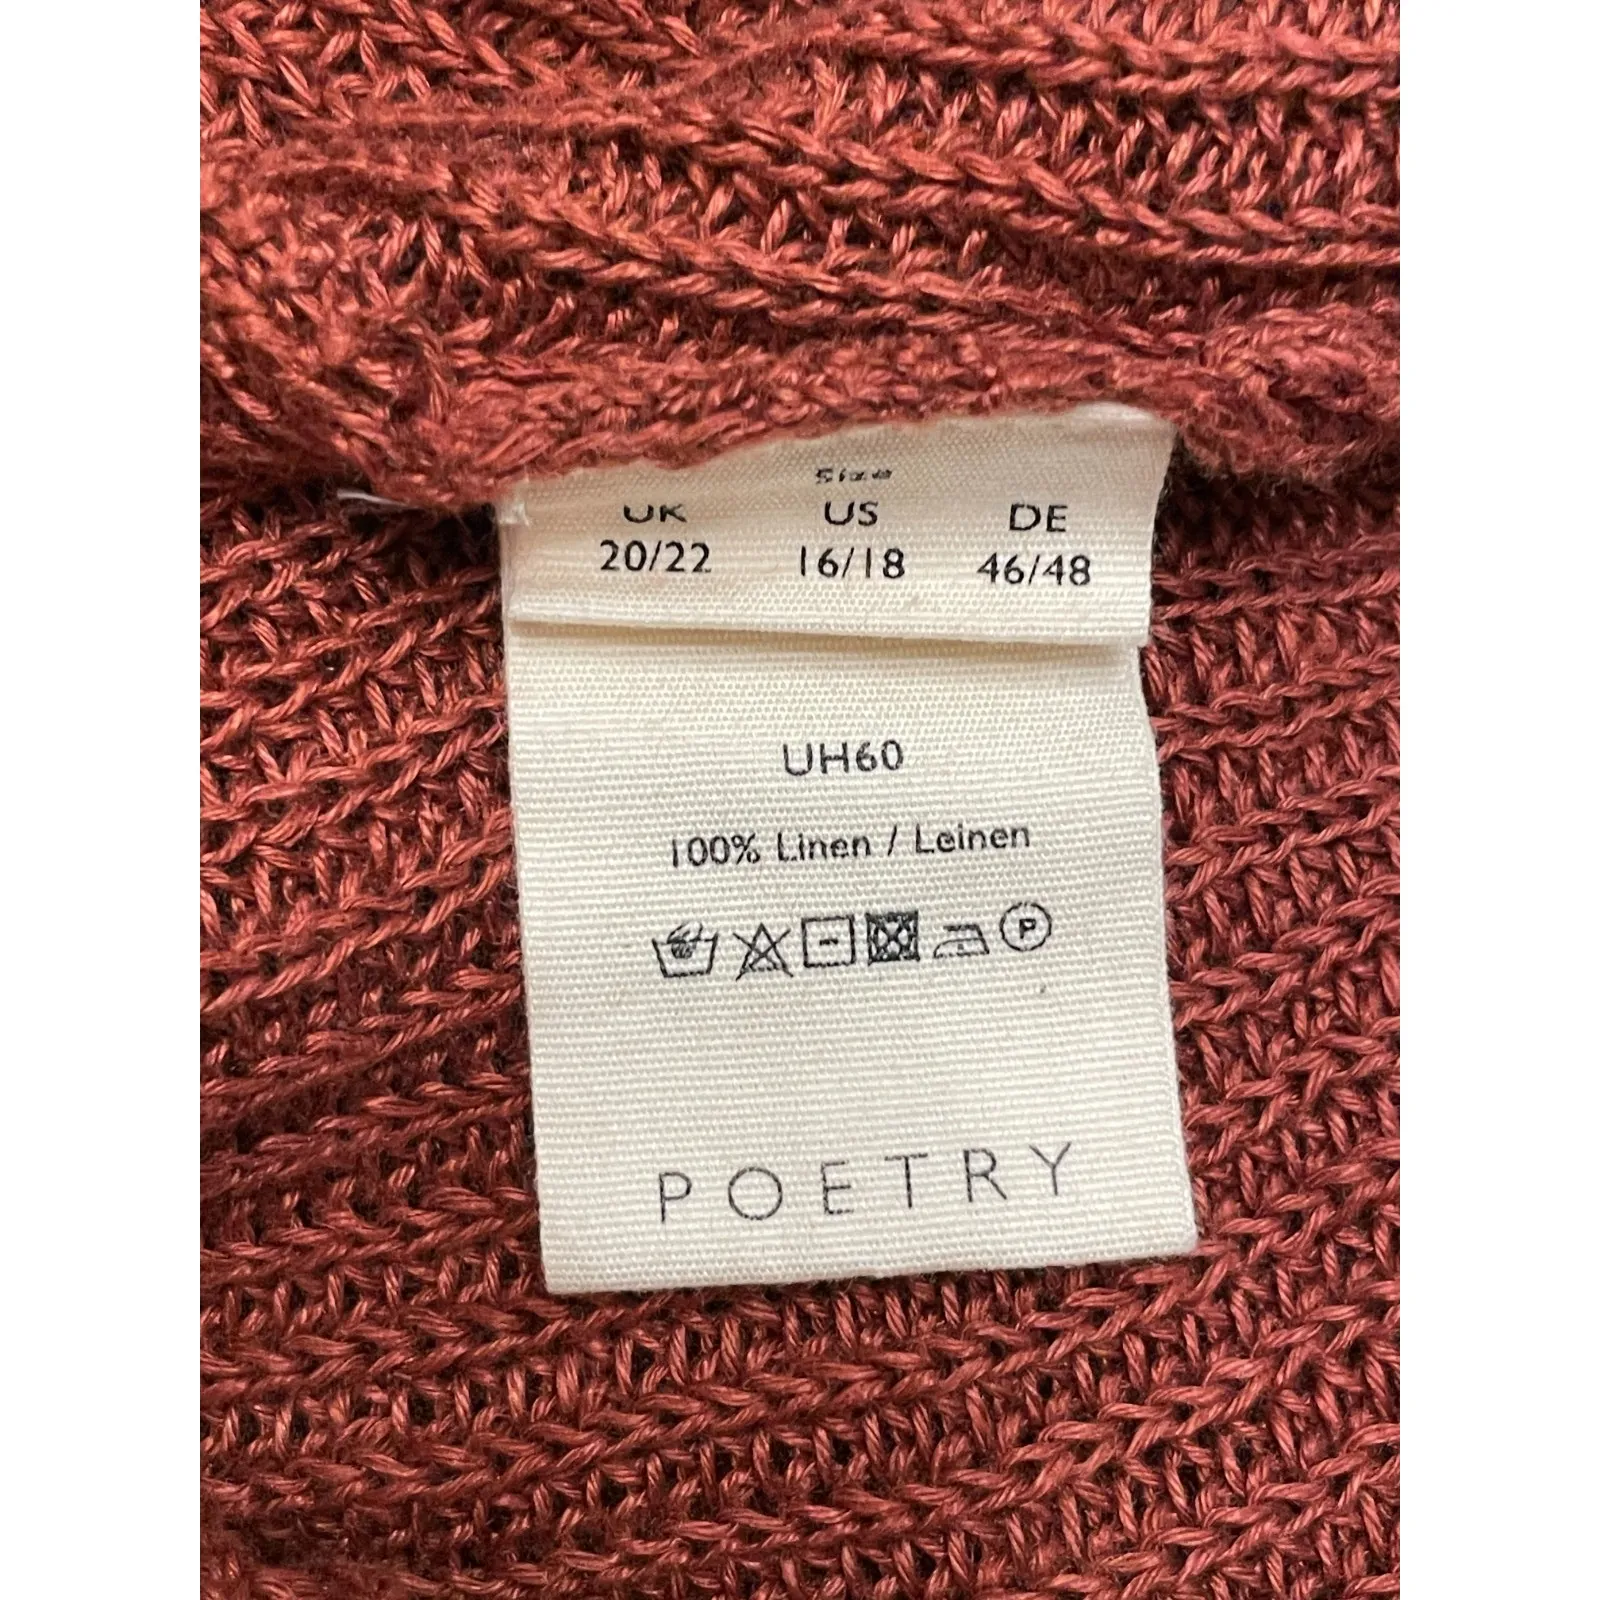 Size
UK US DE
20/22 16/18 46/48
UH60
100% Linen / Leinen
P
POETRY